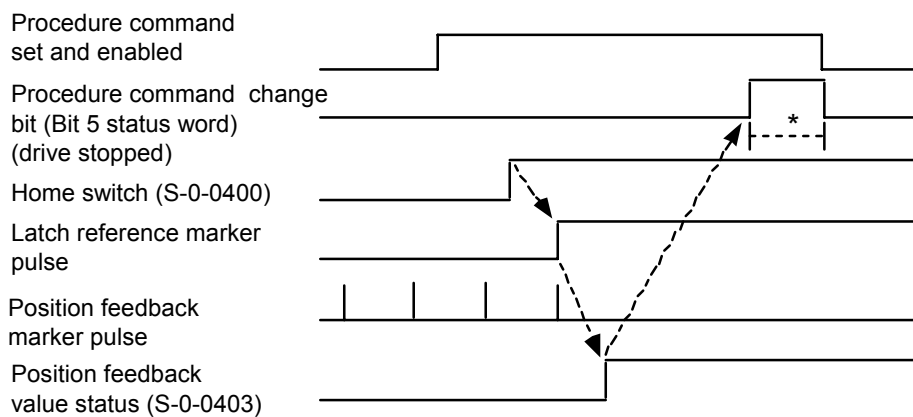 Procedure command
set and enabled
Procedure command change
bit (Bit 5 status word)
(drive stopped)
*
Home switch (S-0-0400)
Latch reference marker
pulse
Position feedback
marker pulse
Position feedback
value status (S-0-0403)